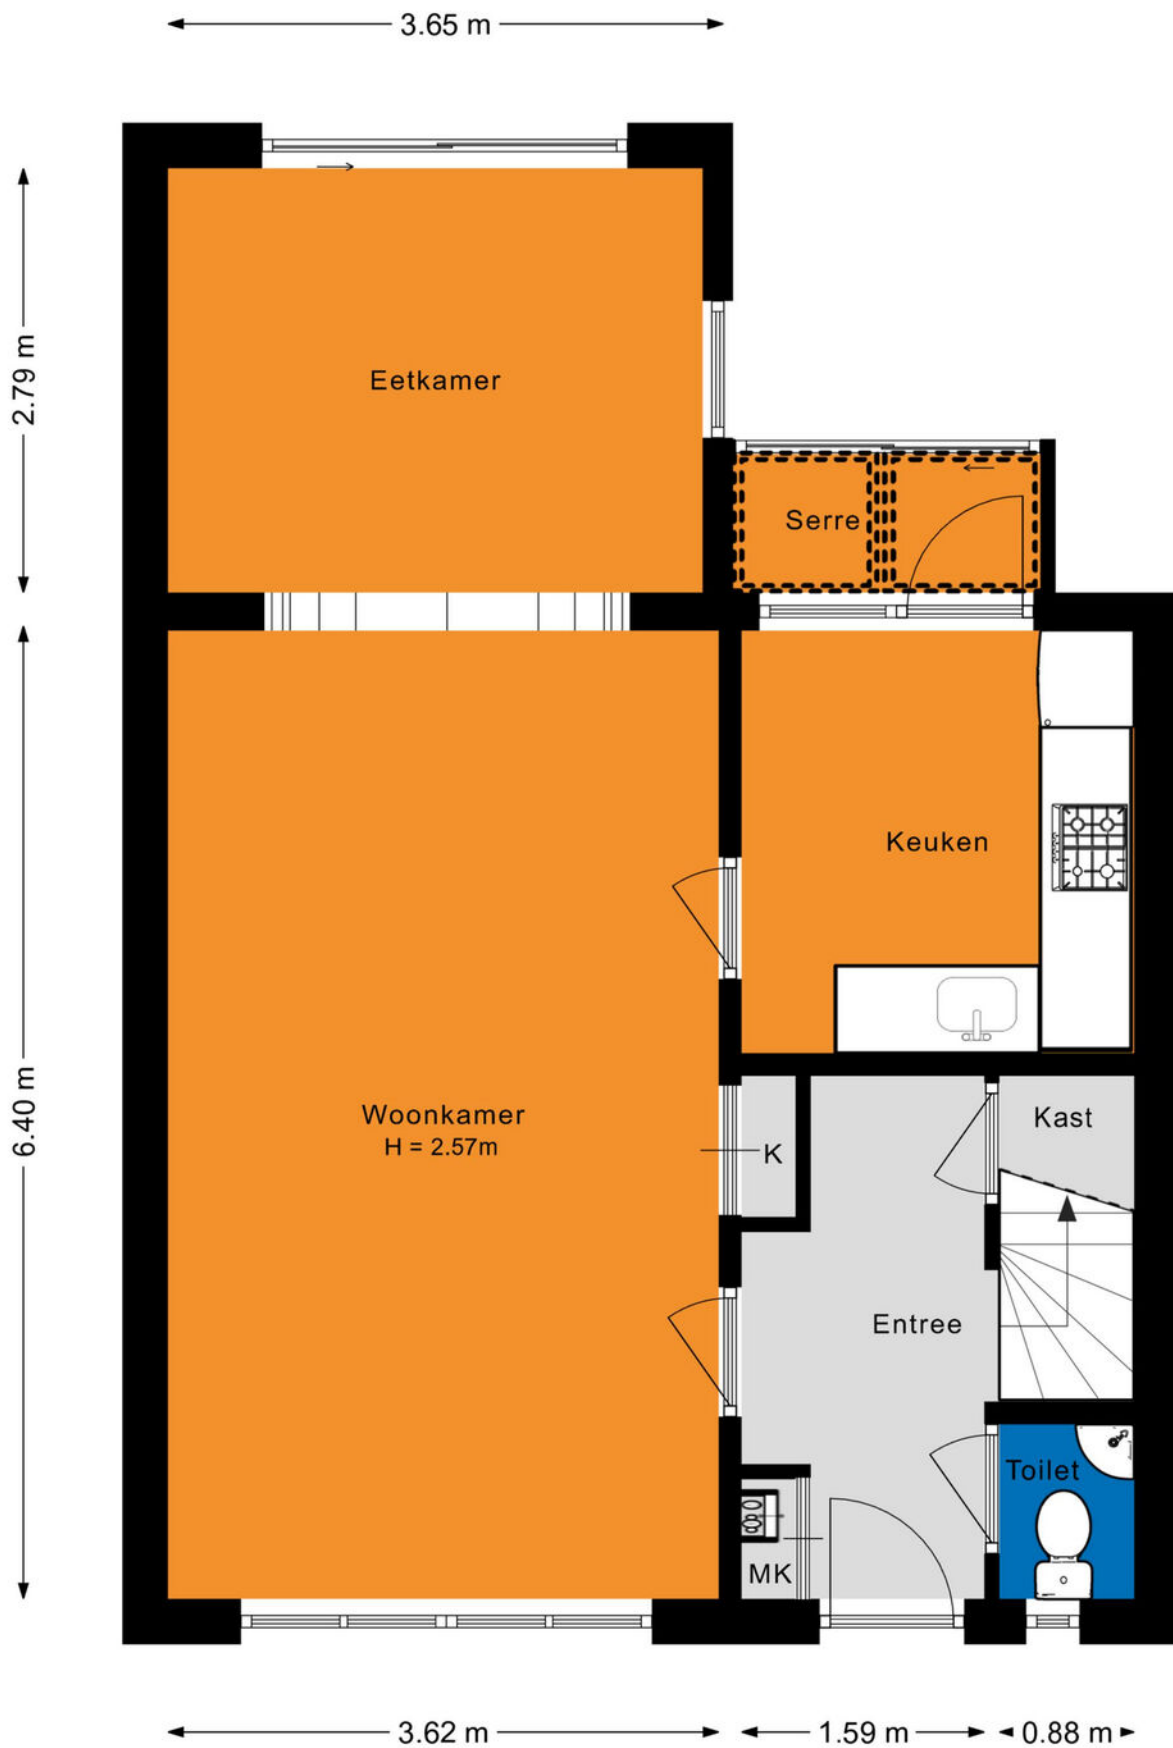 3.65 m
2.79 m
Eetkamer
Serre
Keuken
6.40 m
Woonkamer
H = 2.57m
K
Kast
Entree
Toilet
MK
3.62 m
1.59 m
0.88 m